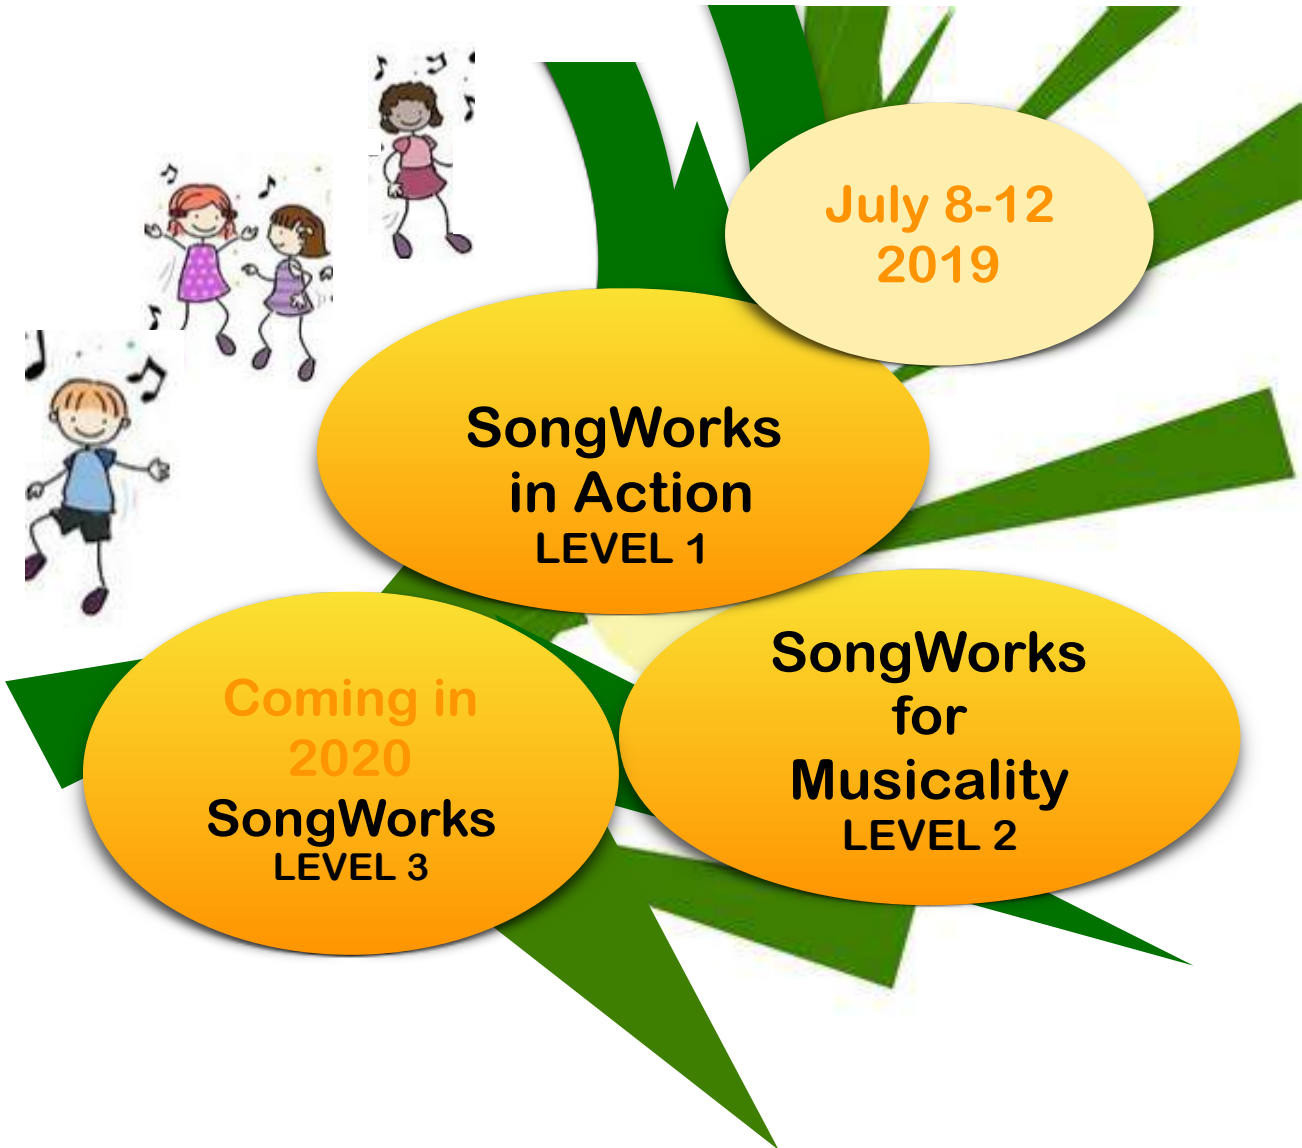 July 8-12
2019
SongWorks
in Action
LEVEL 1
SongWorks
for
Musicality
LEVEL 2
Coming in
2020
SongWorks
LEVEL 3